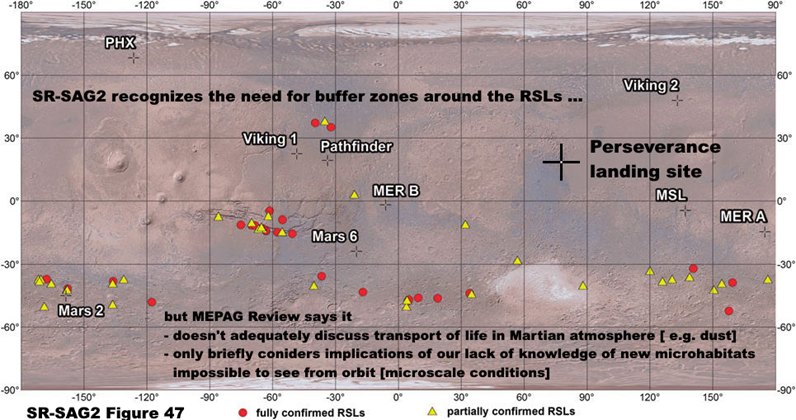 -180 -150 -120 -90 -60 -30 0°0 30 60 90 120 150 90
PHX
60° 60°
Viking 2
SR-SAG2 recognizes the need for buffer zones around the RSLs ...
30° 30°
Viking 1
Pathfinder
Perseverance
landing site
0° 0°
MER B
MSL
MER A
Mars 6
-30° -30°
Mars 2
but MEPAG Review says it
-60° -60°
- doesn't adequately discuss transport of life in Martian atmosphere [ e.g. dust]
- only briefly coniders implications of our lack of knowledge of new microhabitats
impossible to see from orbit [microscale conditions]
-90° -90°
-150 -120 -90 -60 -30 0°0 30 60 90 120 150
SR-SAG2 Figure 47
fully confirmed RSLs
partially confirmed RSLs